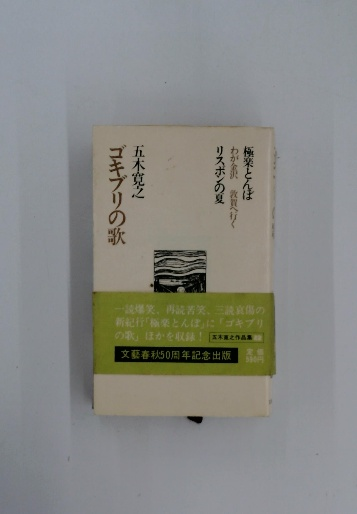 極楽とんぼ
わが金沢 敦賀へ行く
リスボンの夏
五木寛之
ゴキブリの歌
一読爆笑、再読苦笑、三読哀傷の
新紀行「極楽とんぼ」に「ゴキブリ
の歌」ほかを収録！
五木寛之作品集
文藝春秋50周年記念出版
定価